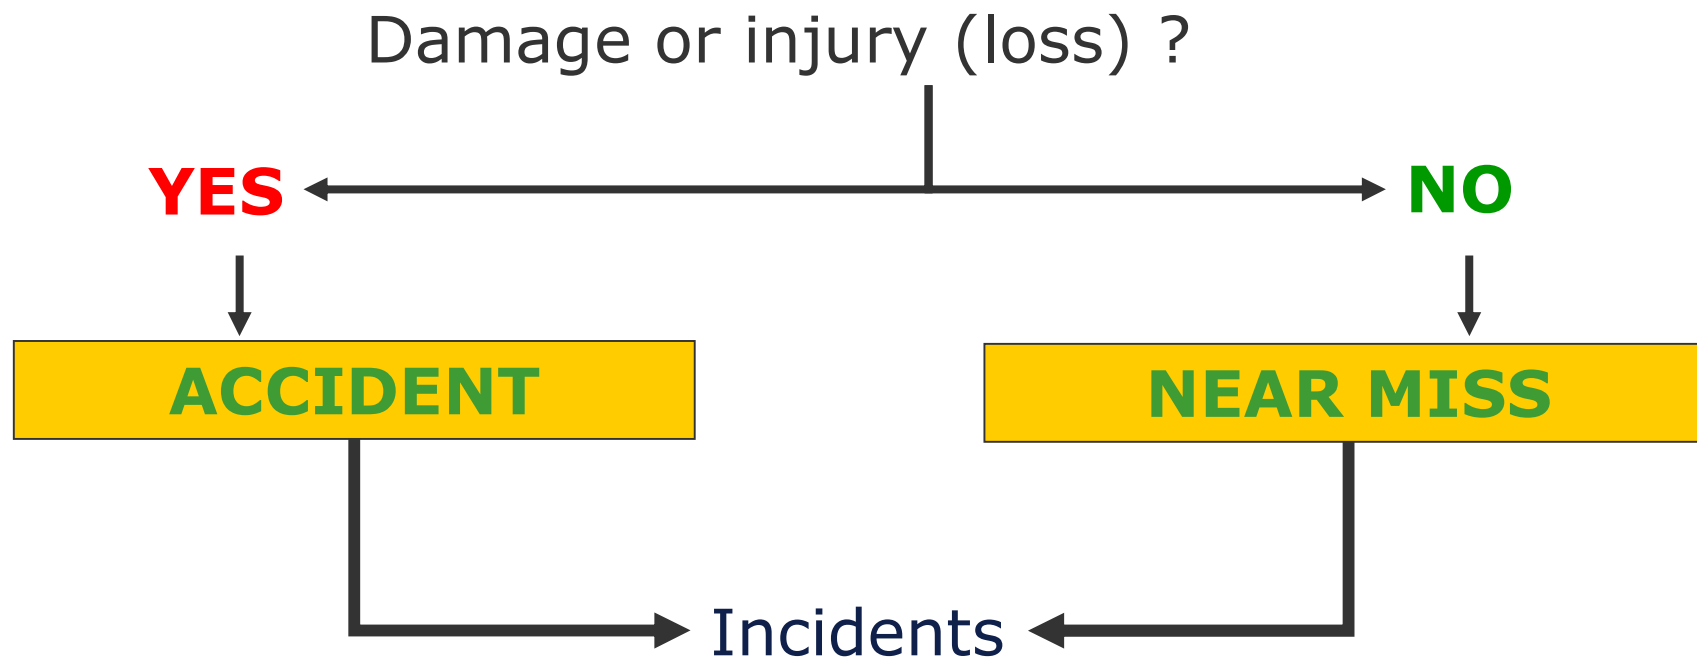 Damage or injury (loss) ?
YES
NO
ACCIDENT
NEAR MISS
Incidents